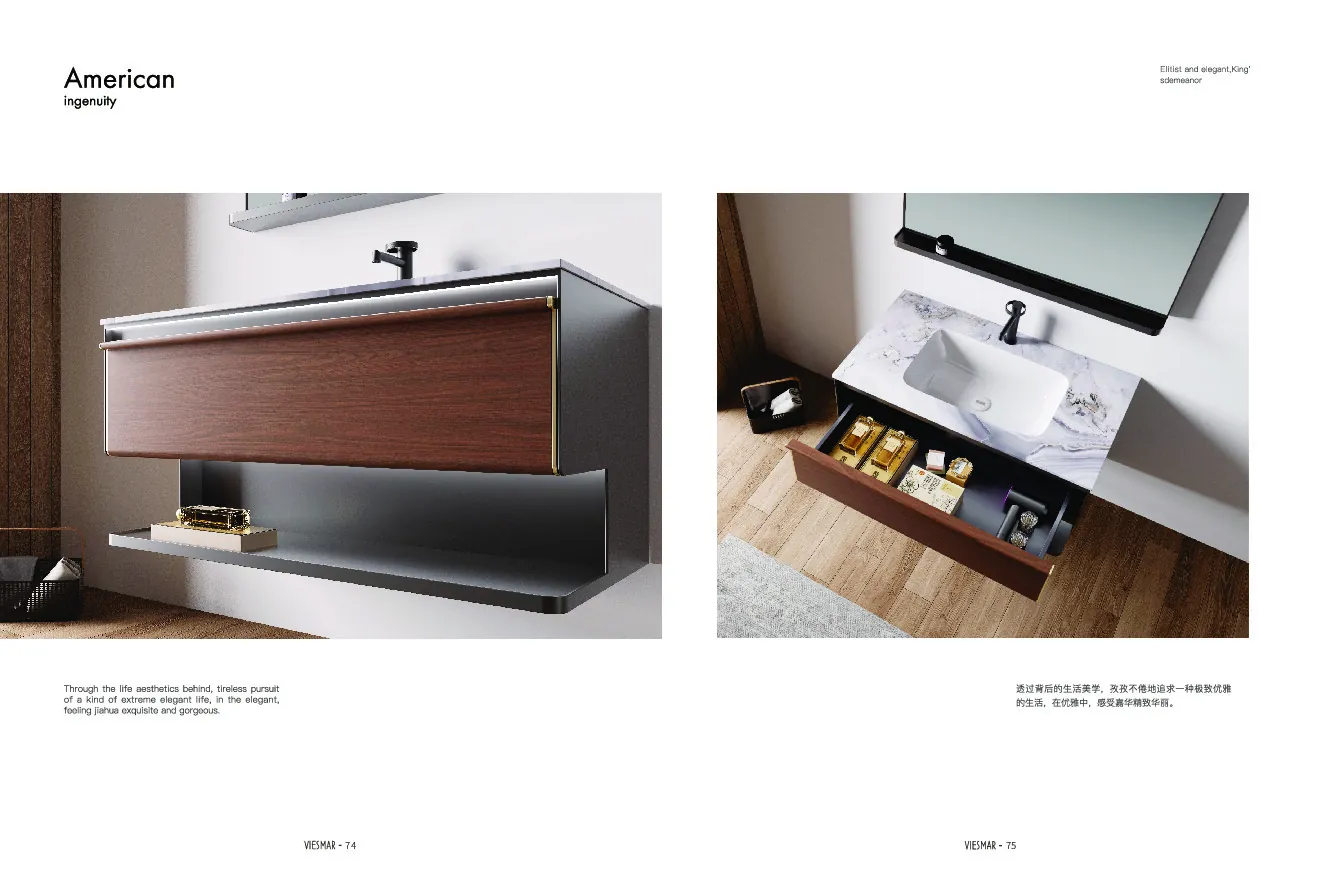 American
ingenuity
Elitist and elegant,King'
sdemeanor
Through the life aesthetics behind, tireless pursuit
of a kind of extreme elegant life, in the elegant,
feeling jiahua exquisite and gorgeous.
透过背后的生活美学，孜孜不倦地追求一种极致优雅
的生活，在优雅中，感受嘉华精致华丽。
VIESMAR - 74
VIESMAR - 75